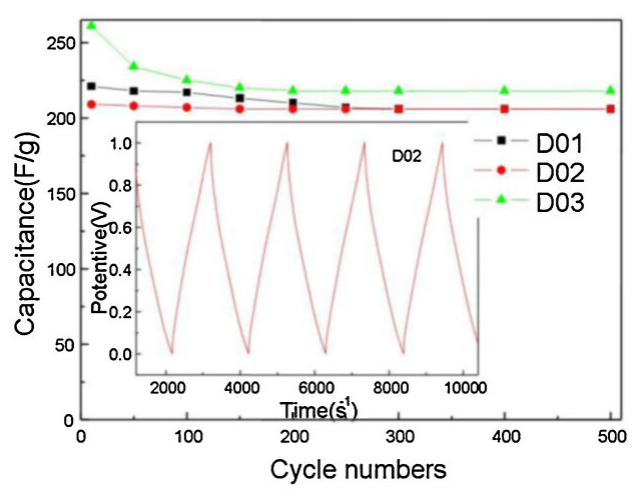 250
200
150
100
50
0
Capacitance(F/g)
D01
D02
D03
D02
1.0
0.8
0.6
0.4
0.2
0.0
Potentive(V)
2000 4000 6000 8000 10000
Time(s⁻¹)
0 100 200 300 400 500
Cycle numbers